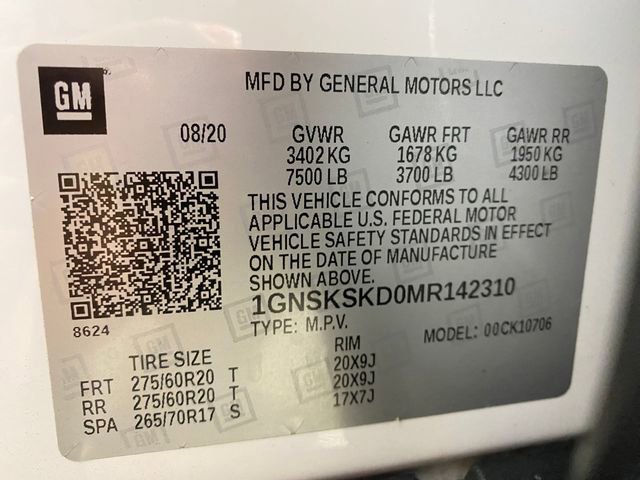 GM
MFD BY GENERAL MOTORS LLC
08/20 GVWR GAWR FRT GAWR RR
3402 KG 1678 KG 1950 KG
7500 LB 3700 LB 4300 LB
THIS VEHICLE CONFORMS TO ALL
APPLICABLE U.S. FEDERAL MOTOR
VEHICLE SAFETY STANDARDS IN EFFECT
ON THE DATE OF MANUFACTURE
SHOWN ABOVE.
1GNSKSKD0MR142310
8624
TYPE: M.P.V. MODEL: 00CK10706
TIRE SIZE RIM
FRT 275/60R20 T 20X9J
RR 275/60R20 T 20X9J
SPA 265/70R17 S 17X7J